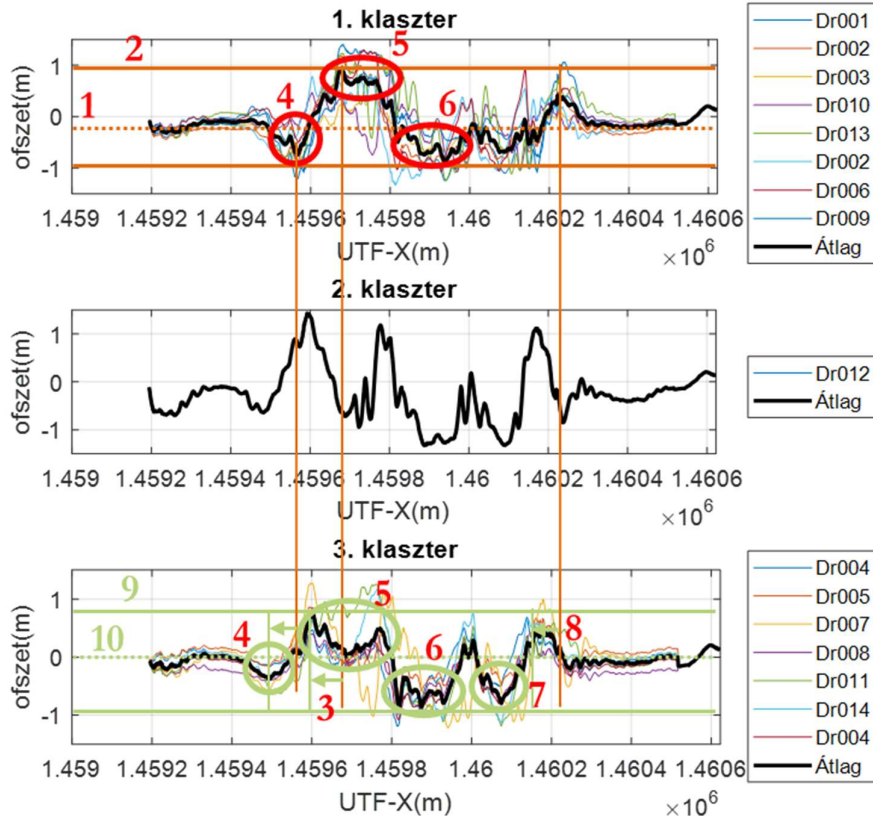 1. klaszter
2
5
1
4
6
ofszet(m)
1
0
-1
1.459 1.4592 1.4594 1.4596 1.4598 1.46 1.4602 1.4604 1.4606
UTF-X(m)
×10⁶
Dr001
Dr002
Dr003
Dr010
Dr013
Dr002
Dr006
Dr009
Átlag
2. klaszter
ofszet(m)
1
0
-1
1.459 1.4592 1.4594 1.4596 1.4598 1.46 1.4602 1.4604 1.4606
UTF-X(m)
×10⁶
Dr012
Átlag
3. klaszter
9
5
10
4
6
8
3
7
ofszet(m)
1
0
-1
1.459 1.4592 1.4594 1.4596 1.4598 1.46 1.4602 1.4604 1.4606
UTF-X(m)
×10⁶
Dr004
Dr005
Dr007
Dr008
Dr011
Dr014
Dr004
Átlag